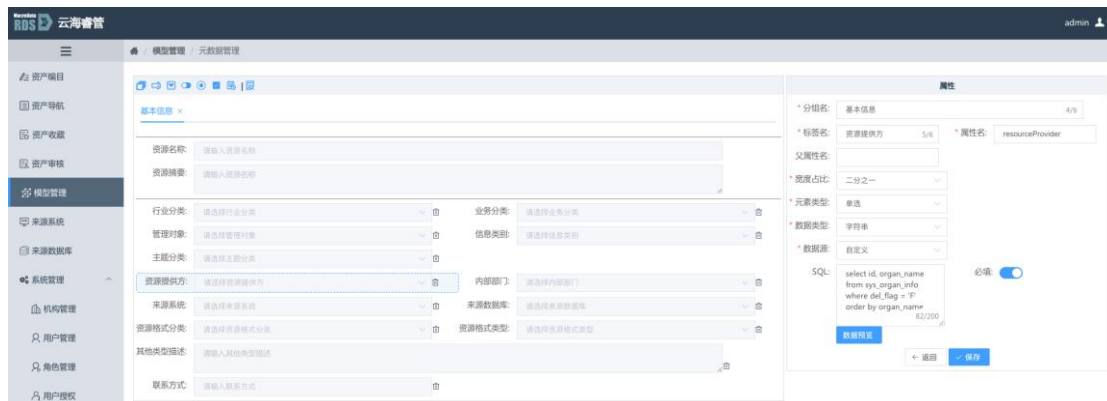 RDS 云海睿管
admin
模型管理 / 元数据管理
资产编目
资产导航
资产收藏
资产审核
模型管理
来源系统
来源数据库
系统管理
机构管理
用户管理
角色管理
用户授权
基本信息 ×
资源名称: 请输入资源名称
资源摘要: 请输入资源名称
行业分类: 请选择行业分类 业务分类: 请选择业务分类
管理对象: 请选择管理对象 信息类别: 请选择信息类别
主题分类: 请选择主题分类
资源提供方: 请选择资源提供方 内部部门: 请选择内部部门
来源系统: 请选择来源系统 来源数据库: 请选择来源数据库
资源格式分类: 请选择资源格式分类 资源格式类型: 请选择资源格式类型
其他类型描述: 请输入其他类型描述
联系方式: 请输入联系方式
属性
* 分组名: 基本信息 4/6
* 标签名: 资源提供方 5/6 * 属性名: resourceProvider
父属性名:
* 宽度占比: 二分之一
* 元素类型: 单选
* 数据类型: 字符串
* 数据源: 自定义
SQL: select id, organ_name 必填:
from sys_organ_info
where del_flag = 'F'
order by organ_name
82/200
数据预览
← 返回 ✓ 保存